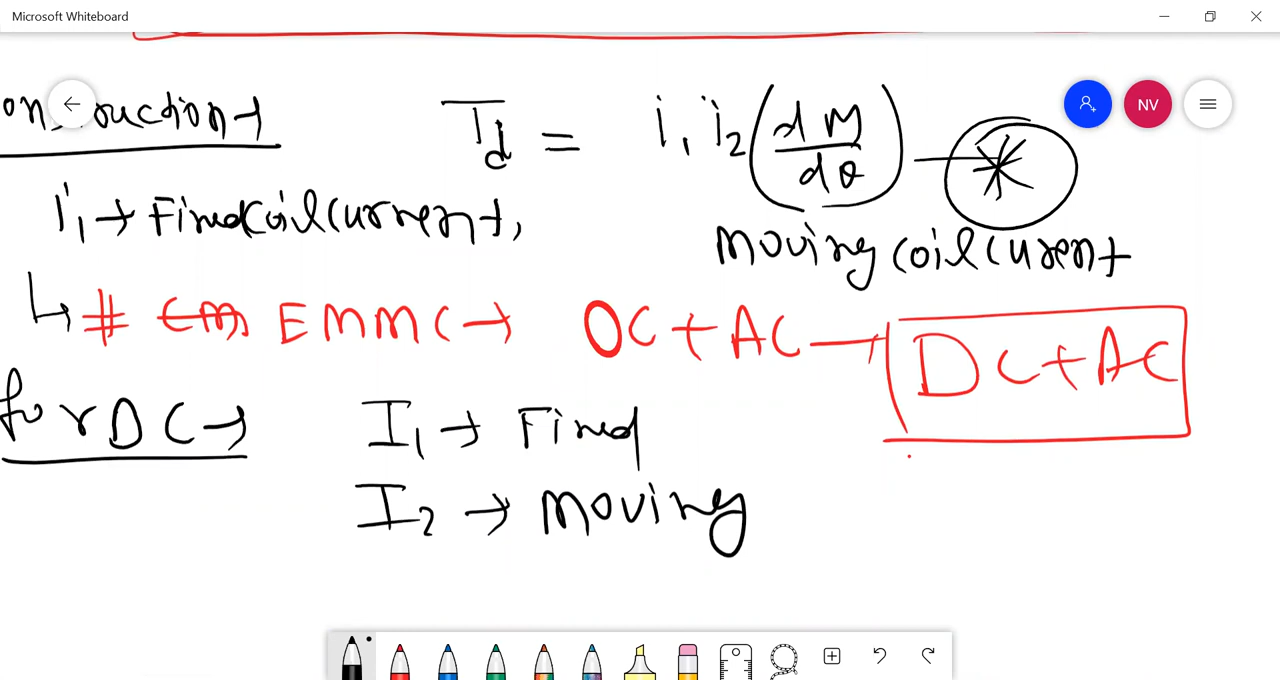 Microsoft Whiteboard
NV
onstruction →
Td = i1 i2 (dM/dθ)
i1 → Fixed coil current,
moving coil current
↳ # EMMC → DC + AC → DC + AC
for DC →
I1 → Fixed
I2 → moving